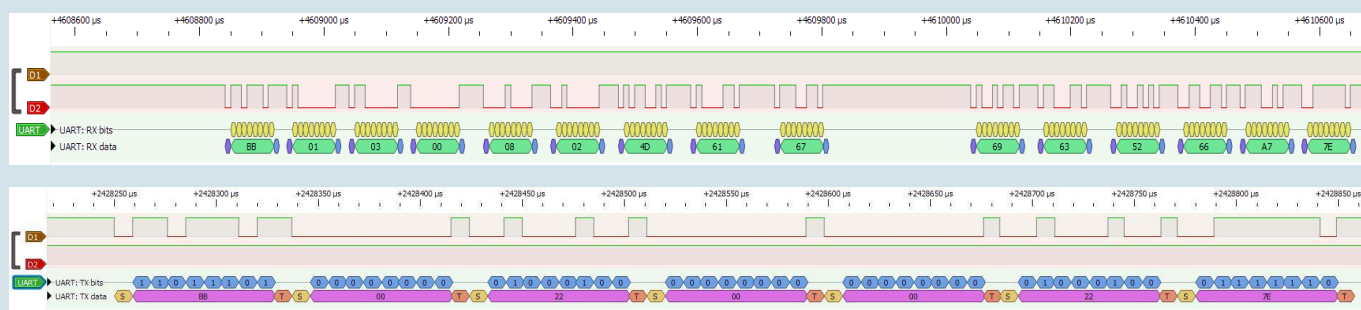 +4608600 µs +4608800 µs +4609000 µs +4609200 µs +4609400 µs +4609600 µs +4609800 µs +4610000 µs +4610200 µs +4610400 µs +4610600 µs
D1
D2
UART UART: RX bits
UART: RX data BB 01 03 00 08 02 4D 61 67 69 63 52 66 A7 7E
+2428250 µs +2428300 µs +2428350 µs +2428400 µs +2428450 µs +2428500 µs +2428550 µs +2428600 µs +2428650 µs +2428700 µs +2428750 µs +2428800 µs +2428850 µs
D1
D2
UART UART: TX bits 1 1 0 1 1 1 0 1 0 0 0 0 0 0 0 0 0 1 0 0 0 1 0 0 0 0 0 0 0 0 0 0 0 0 0 0 0 0 0 0 0 1 0 0 0 1 0 0 0 1 1 1 1 1 1 0
UART: TX data S BB T S 00 T S 22 T S 00 T S 00 T S 22 T S 7E T